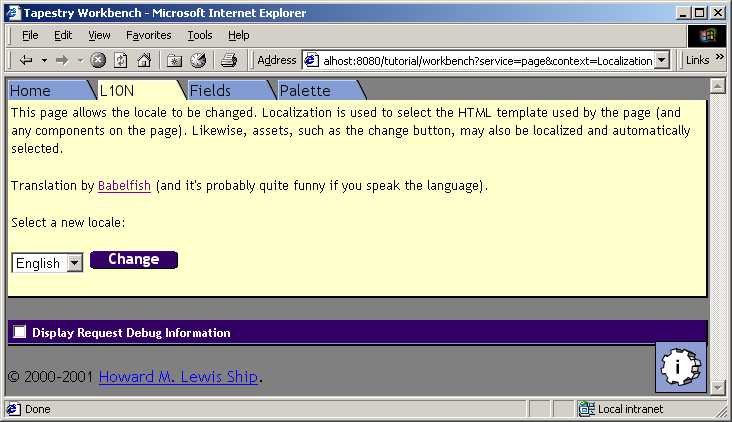 Tapestry Workbench - Microsoft Internet Explorer
File Edit View Favorites Tools Help
Address alhost:8080/tutorial/workbench?service=page&context=Localization Links »
Home L10N Fields Palette
This page allows the locale to be changed. Localization is used to select the HTML template used by the page (and
any components on the page). Likewise, assets, such as the change button, may also be localized and automatically
selected.
Translation by Babelfish (and it's probably quite funny if you speak the language).
Select a new locale:
English Change
Display Request Debug Information
i
© 2000-2001 Howard M. Lewis Ship.
Done Local intranet